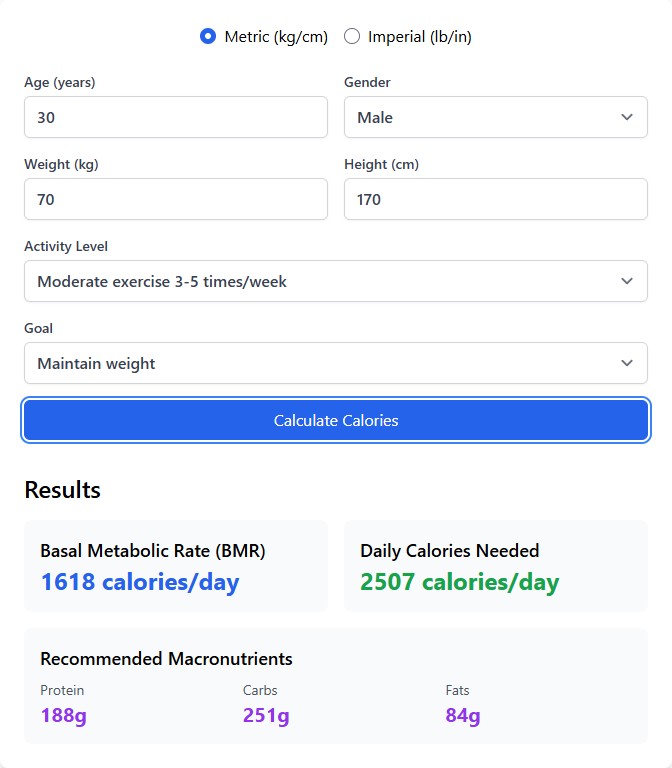 Metric (kg/cm) Imperial (lb/in)
Age (years) Gender
30 Male
Weight (kg) Height (cm)
70 170
Activity Level
Moderate exercise 3-5 times/week
Goal
Maintain weight
Calculate Calories
Results
Basal Metabolic Rate (BMR) Daily Calories Needed
1618 calories/day 2507 calories/day
Recommended Macronutrients
Protein Carbs Fats
188g 251g 84g